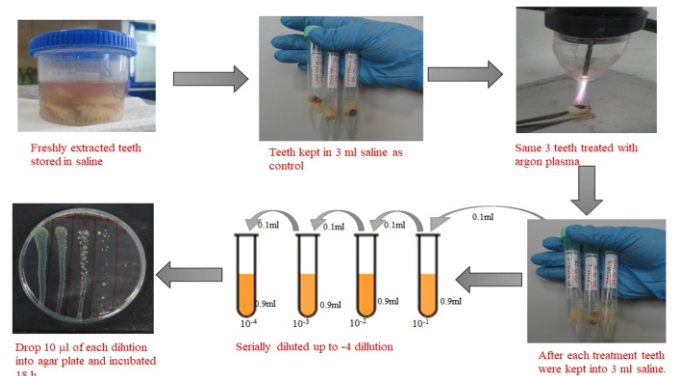 Freshly extracted teeth
stored in saline
Teeth kept in 3 ml saline as
control
Same 3 teeth treated with
argon plasma
0.1ml
0.1ml
0.1ml
0.1ml
0.9ml
0.9ml
0.9ml
0.9ml
10-4
10-3
10-2
10-1
Drop 10 µl of each dilution
into agar plate and incubated
18 h
Serially diluted up to -4 dillution
After each treatment teeth
were kept into 3 ml saline.